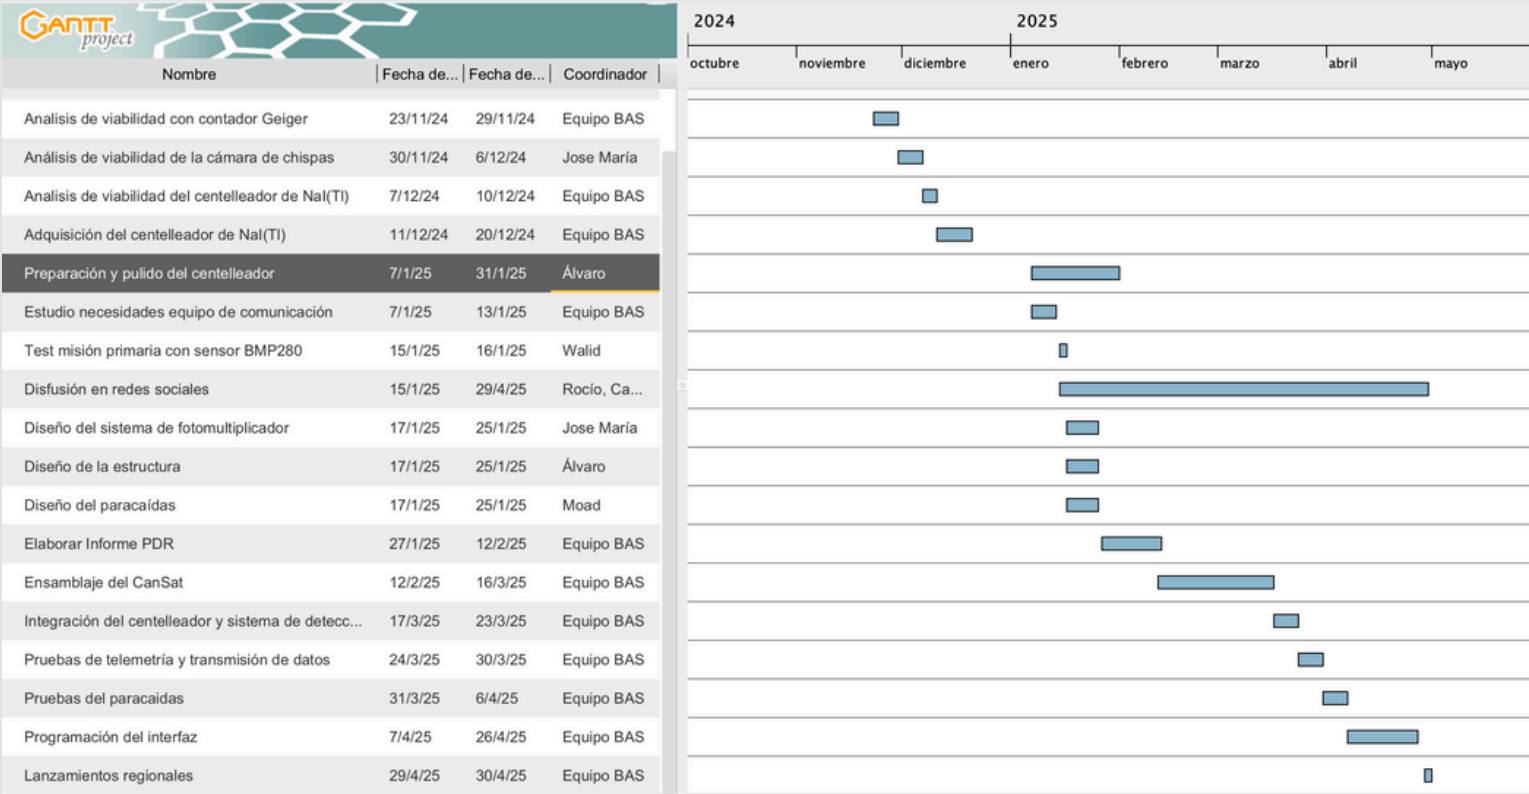 GANTT project
2024 2025
Nombre Fecha de... Fecha de... Coordinador
octubre noviembre diciembre enero febrero marzo abril mayo
Analisis de viabilidad con contador Geiger 23/11/24 29/11/24 Equipo BAS
Análisis de viabilidad de la cámara de chispas 30/11/24 6/12/24 Jose María
Analisis de viabilidad del centelleador de NaI(Tl) 7/12/24 10/12/24 Equipo BAS
Adquisición del centelleador de NaI(Tl) 11/12/24 20/12/24 Equipo BAS
Preparación y pulido del centelleador 7/1/25 31/1/25 Álvaro
Estudio necesidades equipo de comunicación 7/1/25 13/1/25 Equipo BAS
Test misión primaria con sensor BMP280 15/1/25 16/1/25 Walid
Disfusión en redes sociales 15/1/25 29/4/25 Rocío, Ca...
Diseño del sistema de fotomultiplicador 17/1/25 25/1/25 Jose María
Diseño de la estructura 17/1/25 25/1/25 Álvaro
Diseño del paracaídas 17/1/25 25/1/25 Moad
Elaborar Informe PDR 27/1/25 12/2/25 Equipo BAS
Ensamblaje del CanSat 12/2/25 16/3/25 Equipo BAS
Integración del centelleador y sistema de detecc... 17/3/25 23/3/25 Equipo BAS
Pruebas de telemetría y transmisión de datos 24/3/25 30/3/25 Equipo BAS
Pruebas del paracaidas 31/3/25 6/4/25 Equipo BAS
Programación del interfaz 7/4/25 26/4/25 Equipo BAS
Lanzamientos regionales 29/4/25 30/4/25 Equipo BAS